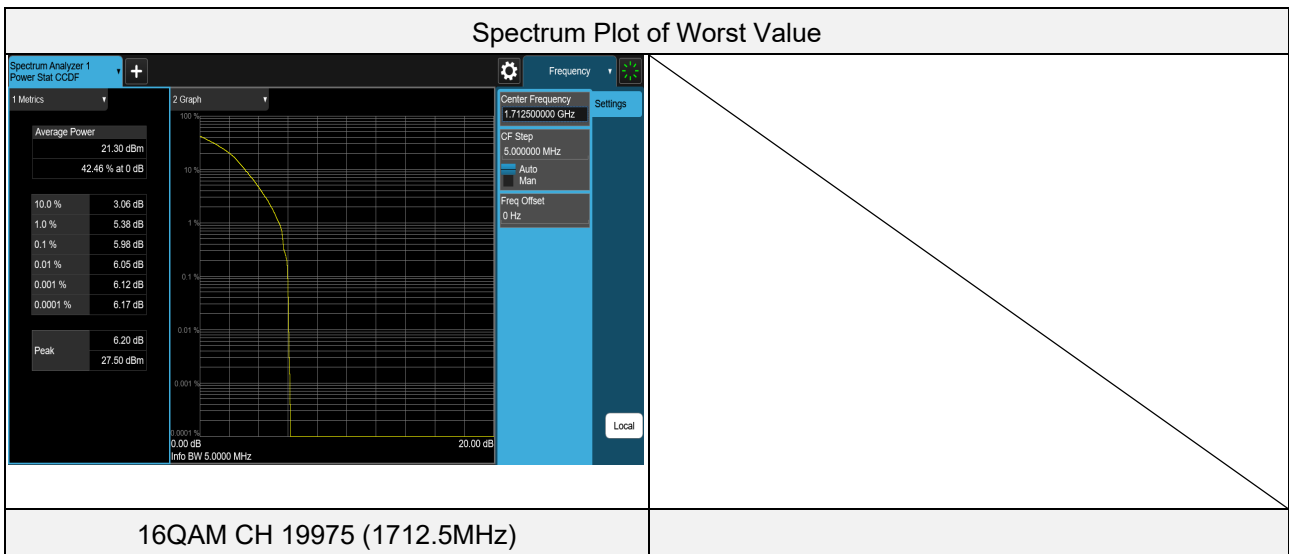 Spectrum Plot of Worst Value
Spectrum Analyzer 1
Power Stat CCDF
+
Frequency
1 Metrics
2 Graph
Center Frequency
1.712500000 GHz
Settings
CF Step
5.000000 MHz
Auto
Man
Freq Offset
0 Hz
Average Power
21.30 dBm
42.46 % at 0 dB
10.0 % 3.06 dB
1.0 % 5.38 dB
0.1 % 5.98 dB
0.01 % 6.05 dB
0.001 % 6.12 dB
0.0001 % 6.17 dB
Peak
6.20 dB
27.50 dBm
100 %
10 %
1 %
0.1 %
0.01 %
0.001 %
0.0001 %
0.00 dB 20.00 dB
Info BW 5.0000 MHz
Local
16QAM CH 19975 (1712.5MHz)